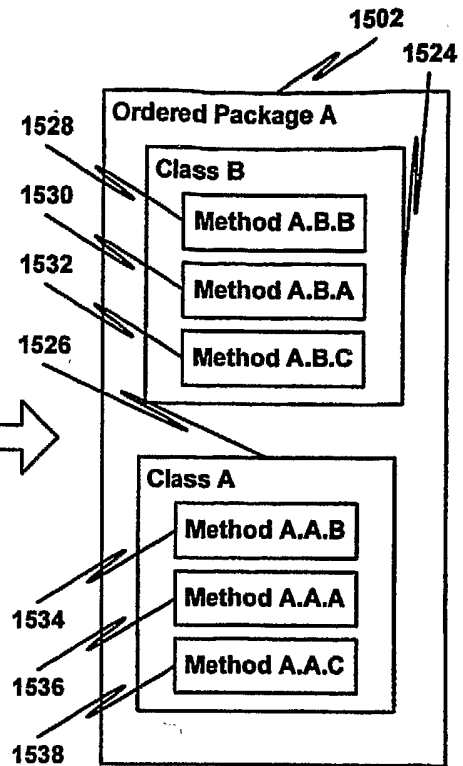 1502
1524
Ordered Package A
1528
Class B
1530
Method A.B.B
1532
Method A.B.A
1526
Method A.B.C
Class A
Method A.A.B
1534
Method A.A.A
1536
Method A.A.C
1538